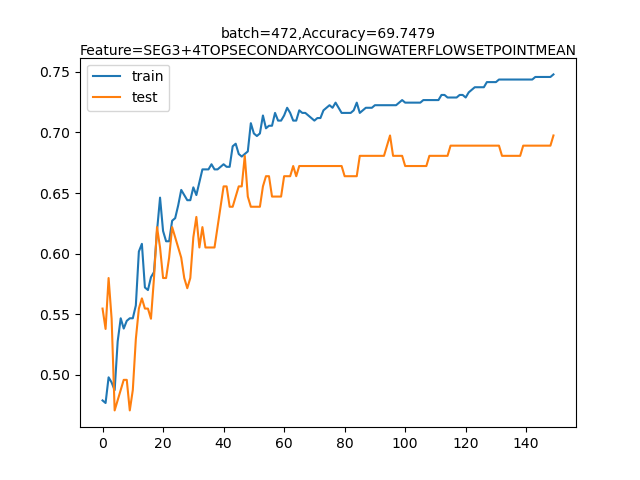 batch=472,Accuracy=69.7479
Feature=SEG3+4TOPSECONDARYCOOLINGWATERFLOWSETPOINTMEAN
train
test
0.75
0.70
0.65
0.60
0.55
0.50
0 20 40 60 80 100 120 140